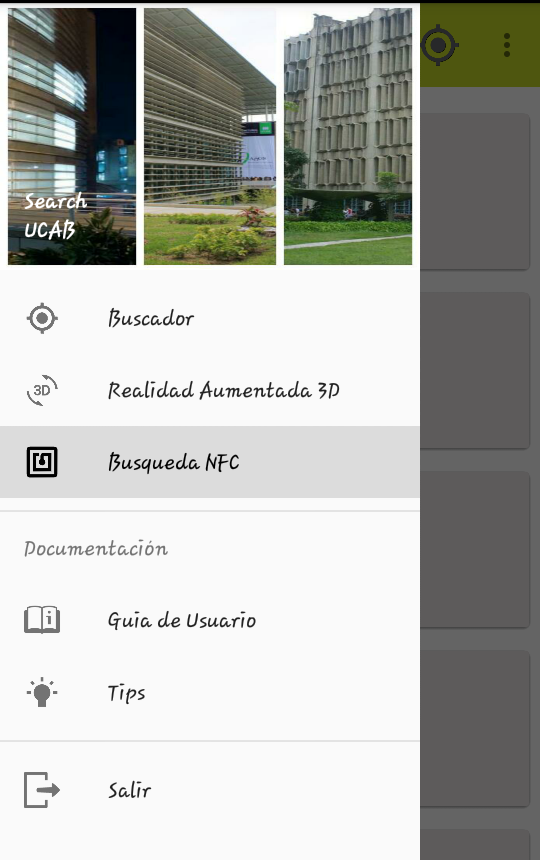 Search
UCAB
Buscador
3D
Realidad Aumentada 3D
Busqueda NFC
Documentación
Guia de Usuario
Tips
Salir